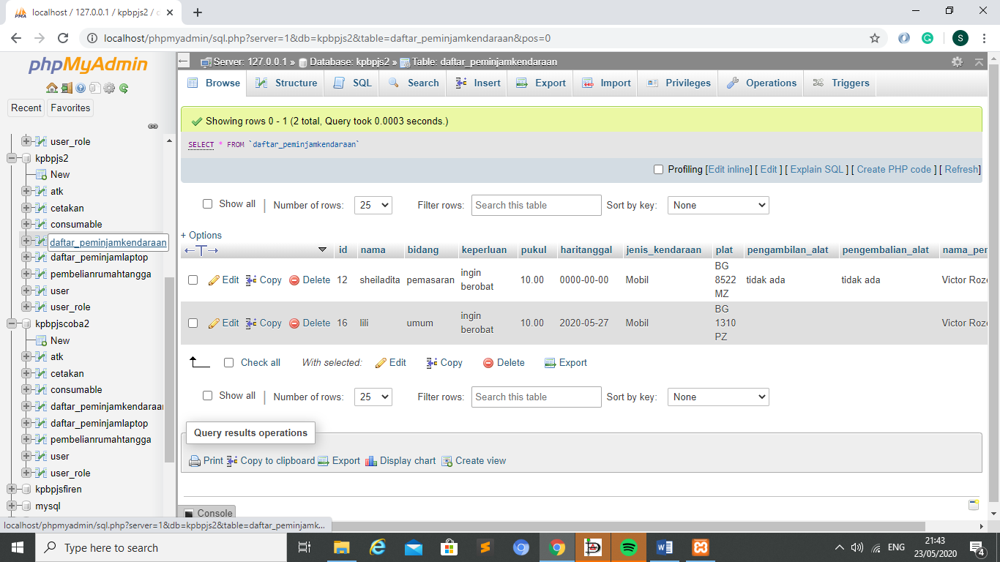 localhost / 127.0.0.1 / kpbpjs2 /
localhost/phpmyadmin/sql.php?server=1&db=kpbpjs2&table=daftar_peminjamkendaraan&pos=0
S
phpMyAdmin
Recent Favorites
user_role
kpbpjs2
New
atk
cetakan
consumable
daftar_peminjamkendaraan
daftar_peminjamlaptop
pembelianrumahtangga
user
user_role
kpbpjscoba2
New
atk
cetakan
consumable
daftar_peminjamkendaraan
daftar_peminjamlaptop
pembelianrumahtangga
user
user_role
kpbpjsfiren
mysql
localhost/phpmyadmin/sql.php?server=1&db=kpbpjs2&table=daftar_peminjamk...
Server: 127.0.0.1 » Database: kpbpjs2 » Table: daftar_peminjamkendaraan
Browse Structure SQL Search Insert Export Import Privileges Operations Triggers
Showing rows 0 - 1 (2 total, Query took 0.0003 seconds.)
SELECT * FROM `daftar_peminjamkendaraan`
Profiling [Edit inline] [ Edit ] [ Explain SQL ] [ Create PHP code ] [ Refresh]
Show all | Number of rows: 25 Filter rows: Search this table Sort by key: None
+ Options
←T→ id nama bidang keperluan pukul haritanggal jenis_kendaraan plat pengambilan_alat pengembalian_alat nama_pen
Edit Copy Delete 12 sheiladita pemasaran ingin berobat 10.00 0000-00-00 Mobil BG 8522 MZ tidak ada tidak ada Victor Roze
Edit Copy Delete 16 lili umum ingin berobat 10.00 2020-05-27 Mobil BG 1310 PZ Victor Roze
Check all With selected: Edit Copy Delete Export
Show all | Number of rows: 25 Filter rows: Search this table Sort by key: None
Query results operations
Print Copy to clipboard Export Display chart Create view
Console
Type here to search
ENG
21:43
23/05/2020
4